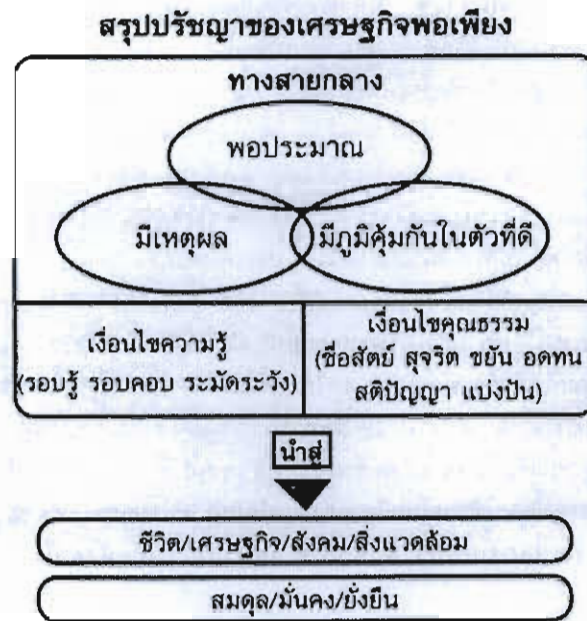 สรุปปรัชญาของเศรษฐกิจพอเพียง
ทางสายกลาง
พอประมาณ
มีเหตุผล
มีภูมิคุ้มกันในตัวที่ดี
เงื่อนไขความรู้
(รอบรู้ รอบคอบ ระมัดระวัง)
เงื่อนไขคุณธรรม
(ซื่อสัตย์ สุจริต ขยัน อดทน
สติปัญญา แบ่งปัน)
นำสู่
ชีวิต/เศรษฐกิจ/สังคม/สิ่งแวดล้อม
สมดุล/มั่นคง/ยั่งยืน